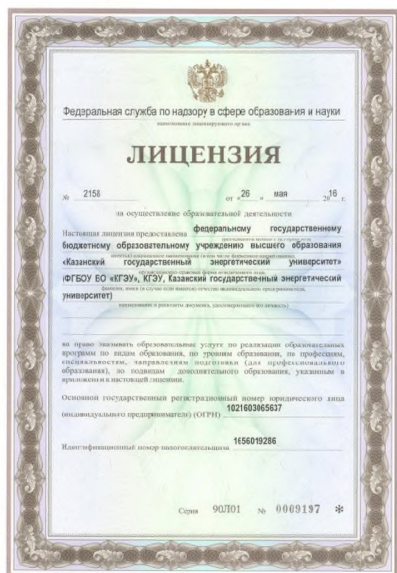 Федеральная служба по надзору в сфере образования и науки
наименование лицензирующего органа
ЛИЦЕНЗИЯ
№ 2158 от «26 » мая 2016 г.
на осуществление образовательной деятельности
Настоящая лицензия предоставлена федеральному государственному
бюджетному образовательному учреждению высшего образования
«Казанский государственный энергетический университет»
(ФГБОУ ВО «КГЭУ», КГЭУ, Казанский государственный энергетический
университет)
на право оказывать образовательные услуги по реализации образовательных
программ по видам образования, по уровням образования, по профессиям,
специальностям, направлениям подготовки (для профессионального
образования), по подвидам дополнительного образования, указанным в
приложении к настоящей лицензии.
Основной государственный регистрационный номер юридического лица
(индивидуального предпринимателя) (ОГРН) 1021603065637
Идентификационный номер налогоплательщика 1656019286
Серия 90Л01 № 0009197 *